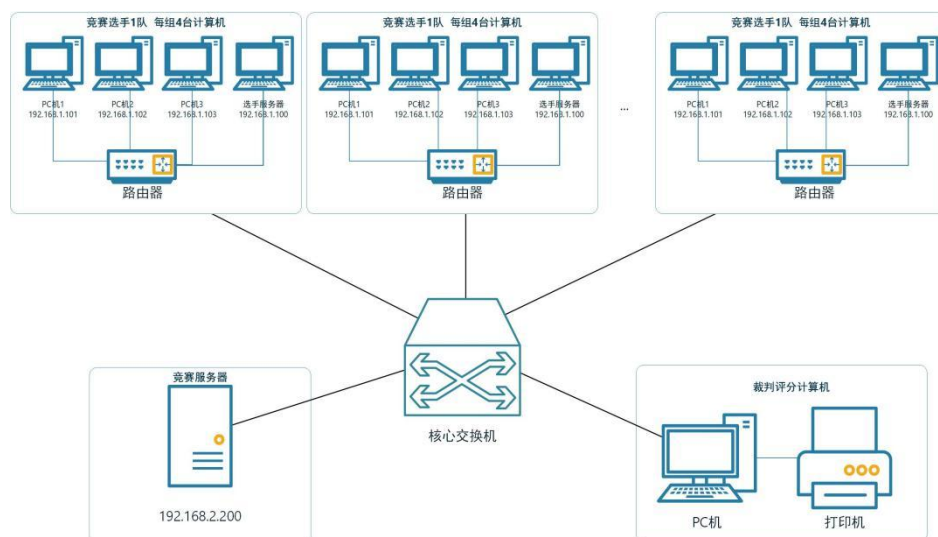 竞赛选手1队 每组4台计算机
PC机1
192.168.1.101
PC机2
192.168.1.102
PC机3
192.168.1.103
选手服务器
192.168.1.100
路由器
竞赛选手1队 每组4台计算机
PC机1
192.168.1.101
PC机2
192.168.1.102
PC机3
192.168.1.103
选手服务器
192.168.1.100
路由器
...
竞赛选手1队 每组4台计算机
PC机1
192.168.1.101
PC机2
192.168.1.102
PC机3
192.168.1.103
选手服务器
192.168.1.100
路由器
核心交换机
竞赛服务器
192.168.2.200
裁判评分计算机
PC机
打印机